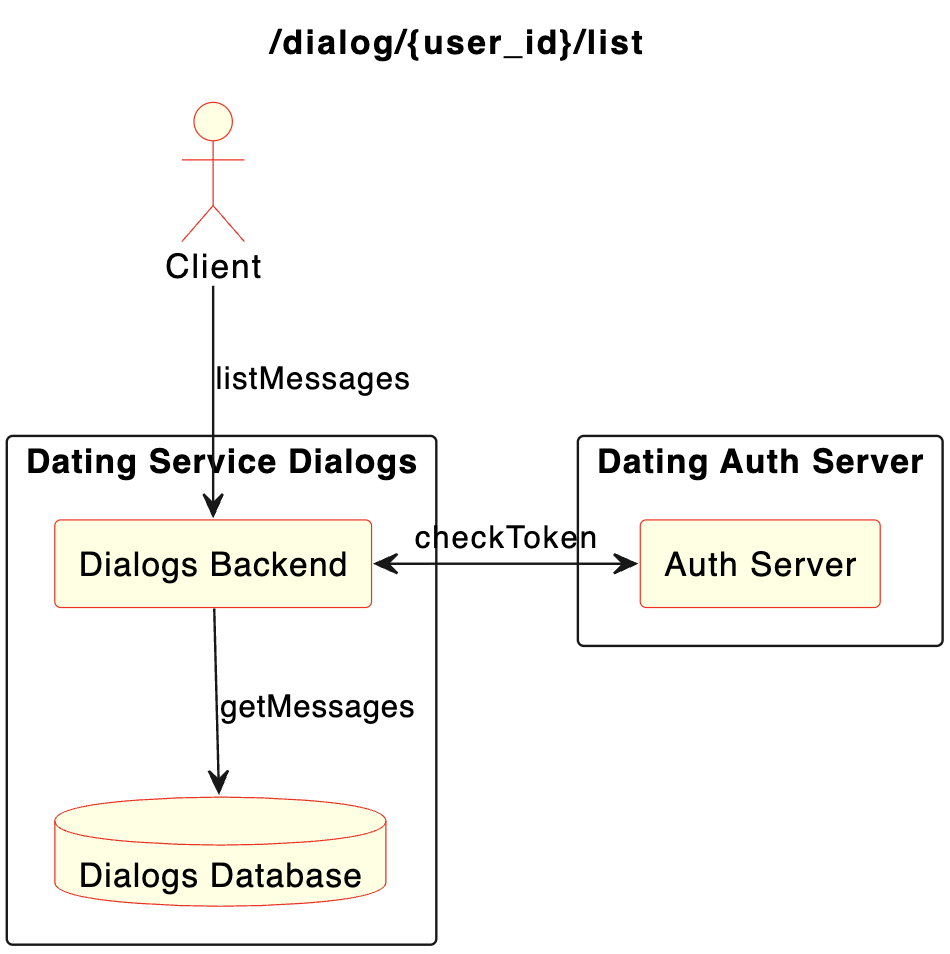 /dialog/{user_id}/list
Client
listMessages
Dating Service Dialogs
Dating Auth Server
checkToken
Dialogs Backend
Auth Server
getMessages
Dialogs Database